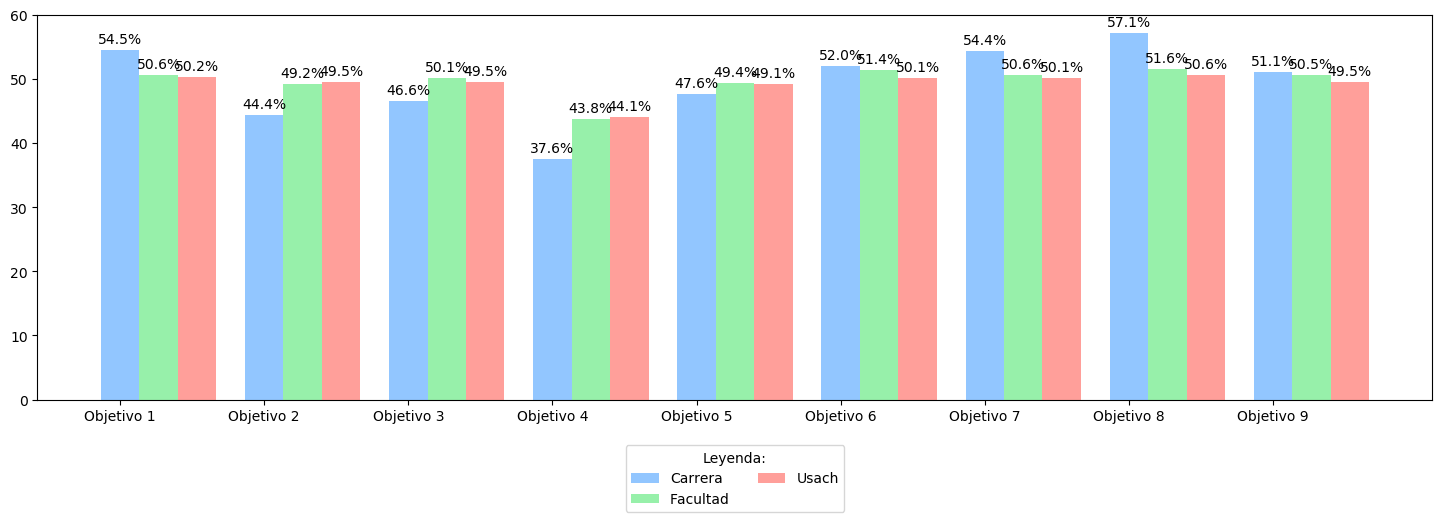 60
50
40
30
20
10
0
54.5% 50.6% 50.2%
44.4% 49.2% 49.5%
46.6% 50.1% 49.5%
37.6% 43.8% 44.1%
47.6% 49.4% 49.1%
52.0% 51.4% 50.1%
54.4% 50.6% 50.1%
57.1% 51.6% 50.6%
51.1% 50.5% 49.5%
Objetivo 1 Objetivo 2 Objetivo 3 Objetivo 4 Objetivo 5 Objetivo 6 Objetivo 7 Objetivo 8 Objetivo 9
Leyenda:
Carrera Usach
Facultad